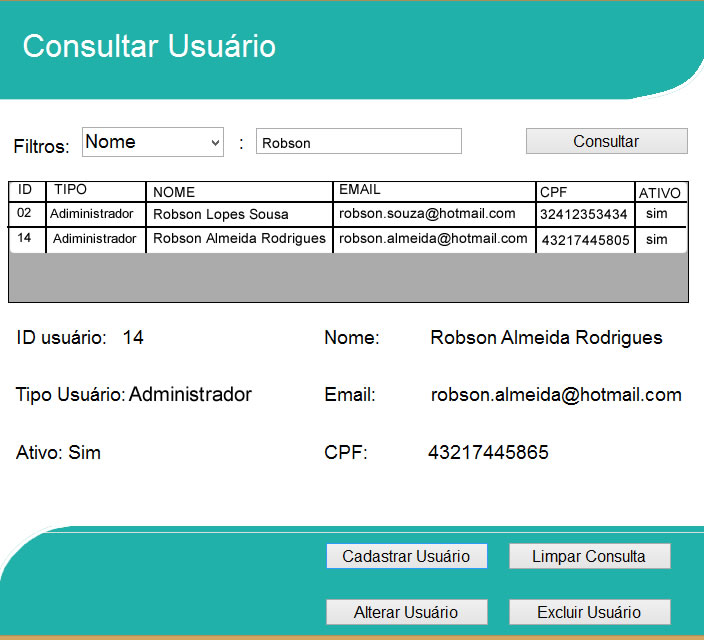 Consultar Usuário
Filtros: Nome : Robson Consultar
ID TIPO NOME EMAIL CPF ATIVO
02 Adiministrador Robson Lopes Sousa robson.souza@hotmail.com 32412353434 sim
14 Adiministrador Robson Almeida Rodrigues robson.almeida@hotmail.com 43217445805 sim
ID usuário: 14 Nome: Robson Almeida Rodrigues
Tipo Usuário: Administrador Email: robson.almeida@hotmail.com
Ativo: Sim CPF: 43217445865
Cadastrar Usuário Limpar Consulta
Alterar Usuário Excluir Usuário